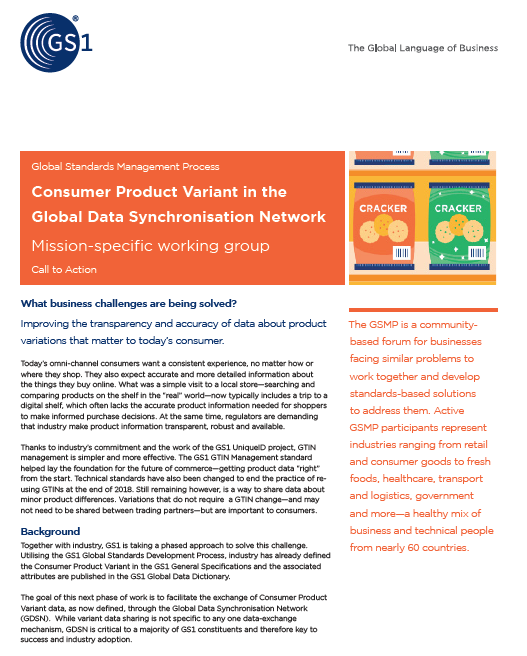 GS1
®
The Global Language of Business
Global Standards Management Process
Consumer Product Variant in the
Global Data Synchronisation Network
Mission-specific working group
Call to Action
CRACKER
CRACKER
What business challenges are being solved?
Improving the transparency and accuracy of data about product
variations that matter to today's consumer.
Today's omni-channel consumers want a consistent experience, no matter how
or where they shop. They also expect accurate and more detailed information about
the things they buy online. What was a simple visit to a local store—searching and
comparing products on the shelf in the "real" world—now typically includes a trip to a
digital shelf, which often lacks the accurate product information needed for shoppers
to make informed purchase decisions. At the same time, regulators are demanding
that industry make product information transparent, robust and available.
Thanks to industry's commitment and the work of the GS1 UniqueID project, GTIN
management is simpler and more effective. The GS1 GTIN Management standard
helped lay the foundation for the future of commerce—getting product data "right"
from the start. Technical standards have also been changed to end the practice of re-
using GTINs at the end of 2018. Still remaining however, is a way to share data about
minor product differences. Variations that do not require a GTIN change—and may
not need to be shared between trading partners—but are important to consumers.
Background
Together with industry, GS1 is taking a phased approach to solve this challenge.
Utilising the GS1 Global Standards Development Process, industry has already defined
the Consumer Product Variant in the GS1 General Specifications and the associated
attributes are published in the GS1 Global Data Dictionary.
The goal of this next phase of work is to facilitate the exchange of Consumer Product
Variant data, as now defined, through the Global Data Synchronisation Network
(GDSN). While variant data sharing is not specific to any one data-exchange
mechanism, GDSN is critical to a majority of GS1 constituents and therefore key to
success and industry adoption.
The GSMP is a community-
based forum for businesses
facing similar problems to
work together and develop
standards-based solutions
to address them. Active
GSMP participants represent
industries ranging from retail
and consumer goods to fresh
foods, healthcare, transport
and logistics, government
and more—a healthy mix of
business and technical people
from nearly 60 countries.